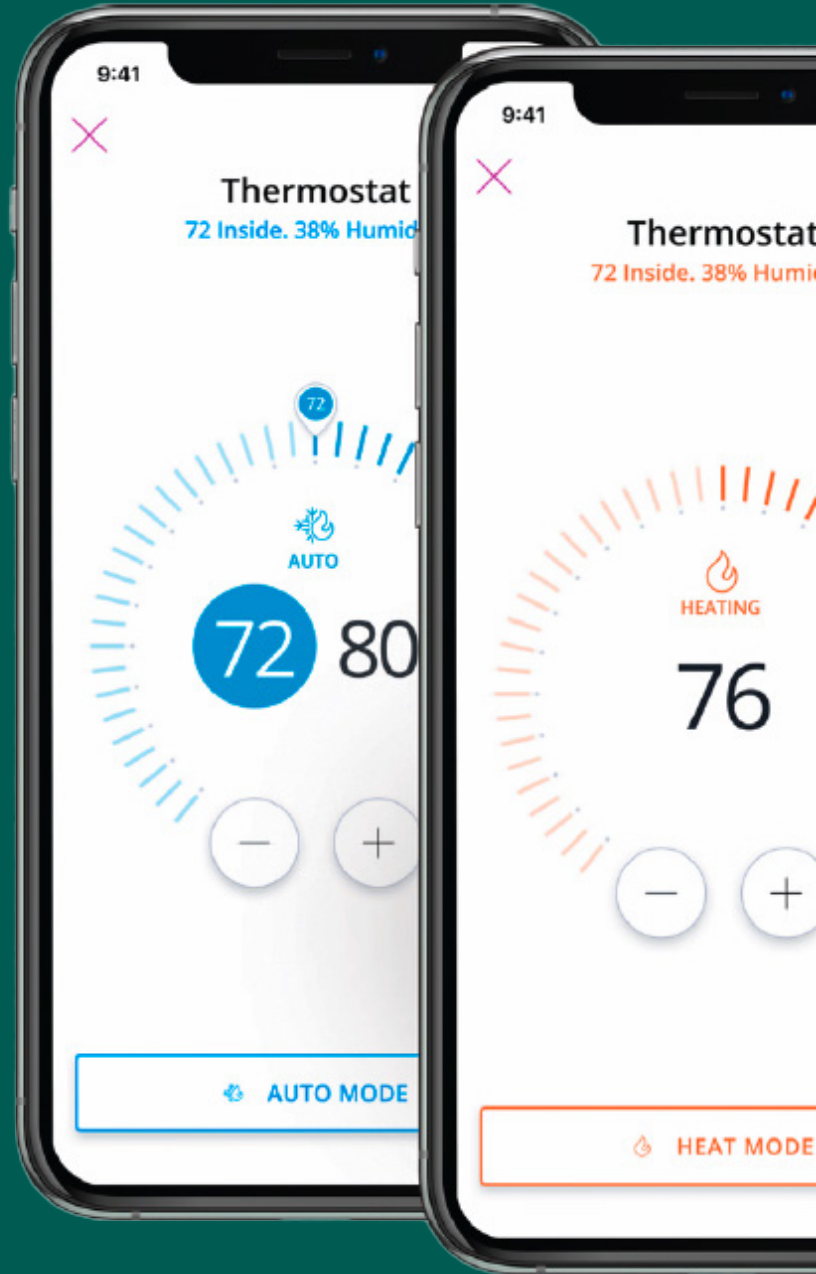 9:41
Thermostat
72 Inside. 38% Humid
72
AUTO
72 80
AUTO MODE
9:41
Thermostat
72 Inside. 38% Humi
HEATING
76
HEAT MODE